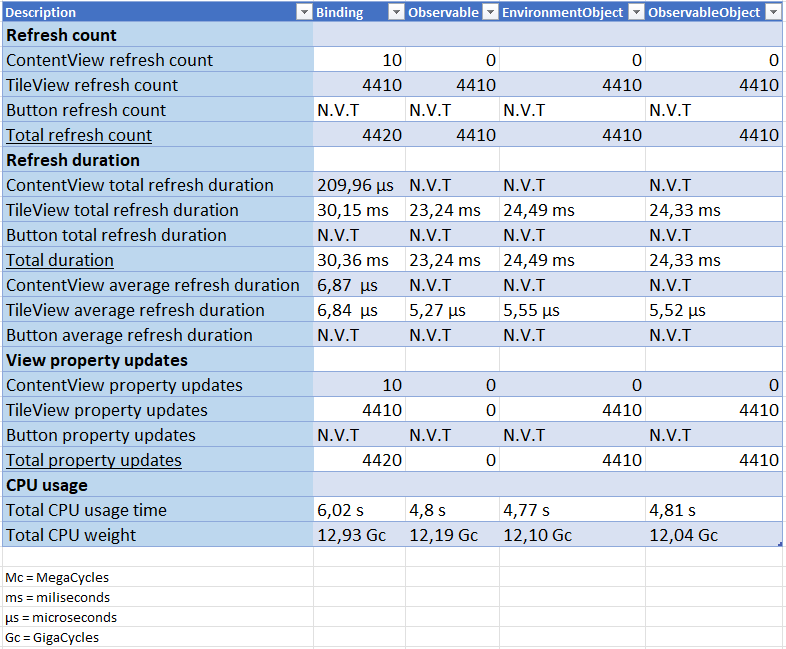 Description Binding Observable EnvironmentObject ObservableObject
Refresh count
ContentView refresh count 10 0 0 0
TileView refresh count 4410 4410 4410 4410
Button refresh count N.V.T N.V.T N.V.T N.V.T
Total refresh count 4420 4410 4410 4410
Refresh duration
ContentView total refresh duration 209,96 µs N.V.T N.V.T N.V.T
TileView total refresh duration 30,15 ms 23,24 ms 24,49 ms 24,33 ms
Button total refresh duration N.V.T N.V.T N.V.T N.V.T
Total duration 30,36 ms 23,24 ms 24,49 ms 24,33 ms
ContentView average refresh duration 6,87 µs N.V.T N.V.T N.V.T
TileView average refresh duration 6,84 µs 5,27 µs 5,55 µs 5,52 µs
Button average refresh duration N.V.T N.V.T N.V.T N.V.T
View property updates
ContentView property updates 10 0 0 0
TileView property updates 4410 0 4410 4410
Button property updates N.V.T N.V.T N.V.T N.V.T
Total property updates 4420 0 4410 4410
CPU usage
Total CPU usage time 6,02 s 4,8 s 4,77 s 4,81 s
Total CPU weight 12,93 Gc 12,19 Gc 12,10 Gc 12,04 Gc
Mc = MegaCycles
ms = miliseconds
µs = microseconds
Gc = GigaCycles